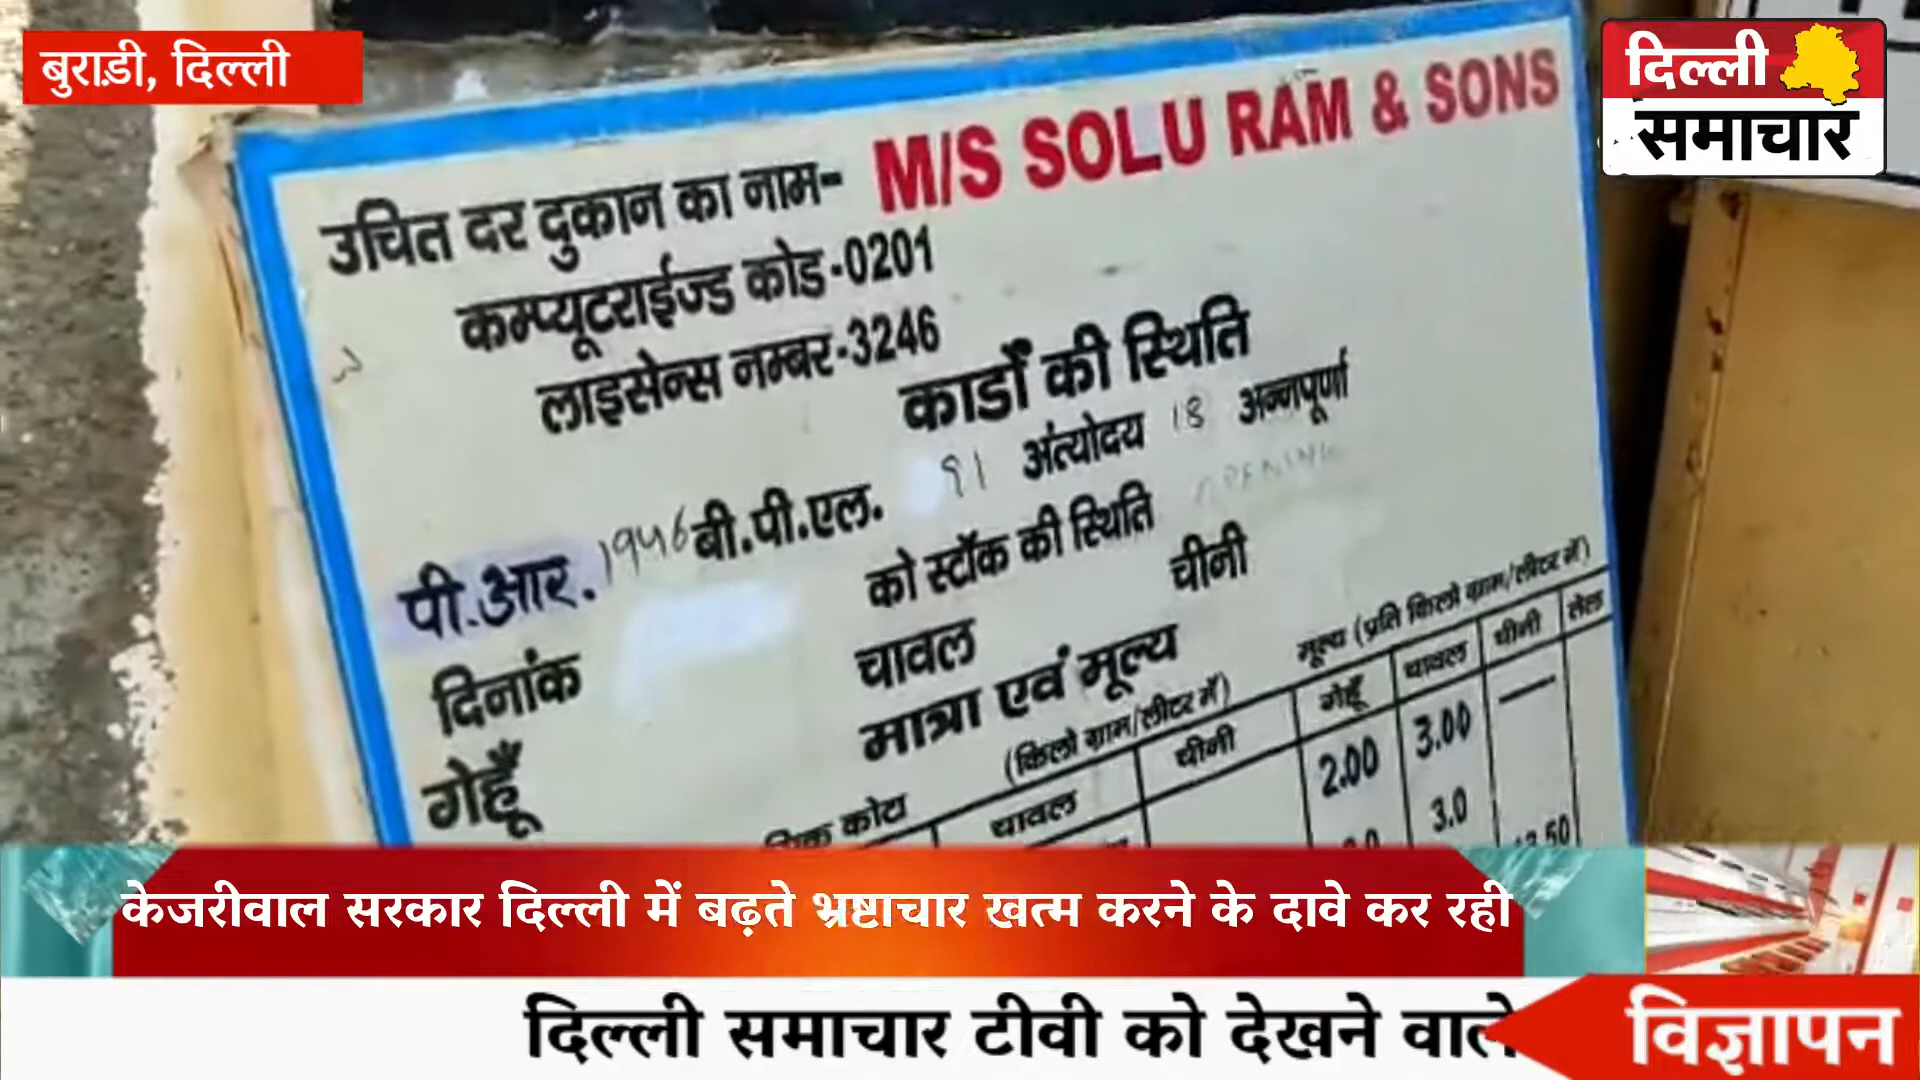 बुराड़ी, दिल्ली
दिल्ली
समाचार
उचित दर दुकान का नाम- M/S SOLU RAM & SONS
कम्प्यूटराईज्ड कोड-0201
लाइसेन्स नम्बर-3246
कार्डों की स्थिति
पी.आर. 1946 बी.पी.एल. 91 अंत्योदय 18 अन्नपूर्णा
दिनांक को स्टॉक की स्थिति
गेहूँ चावल चीनी
मात्रा एवं मूल्य
(किलो ग्राम/लीटर में) मूल्य (प्रति किलो ग्राम/लीटर में)
कोटा चावल चीनी गेहूँ चावल चीनी तेल
2.00 3.00
3.0
केजरीवाल सरकार दिल्ली में बढ़ते भ्रष्टाचार खत्म करने के दावे कर रही
दिल्ली समाचार टीवी को देखने वाले
विज्ञापन